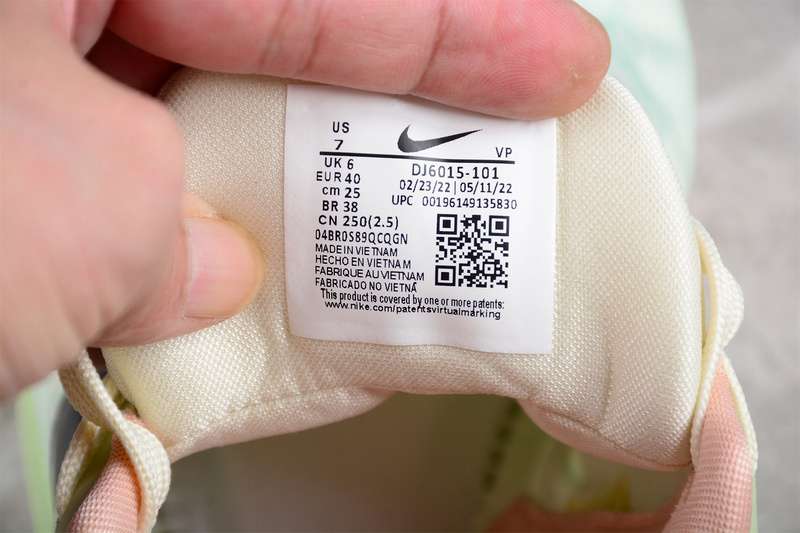 US
7
VP
UK 6
EUR 40
cm 25
BR 38
CN 250(2.5)
DJ6015-101
02/23/22 | 05/11/22
UPC 00196149135830
04BR0S89QCQGN
MADE IN VIETNAM
HECHO EN VIETNAM
FABRIQUE AU VIETNAM
FABRICADO NO VIETNÃ
This product is covered by one or more patents:
www.nike.com/patentsvirtualmarking